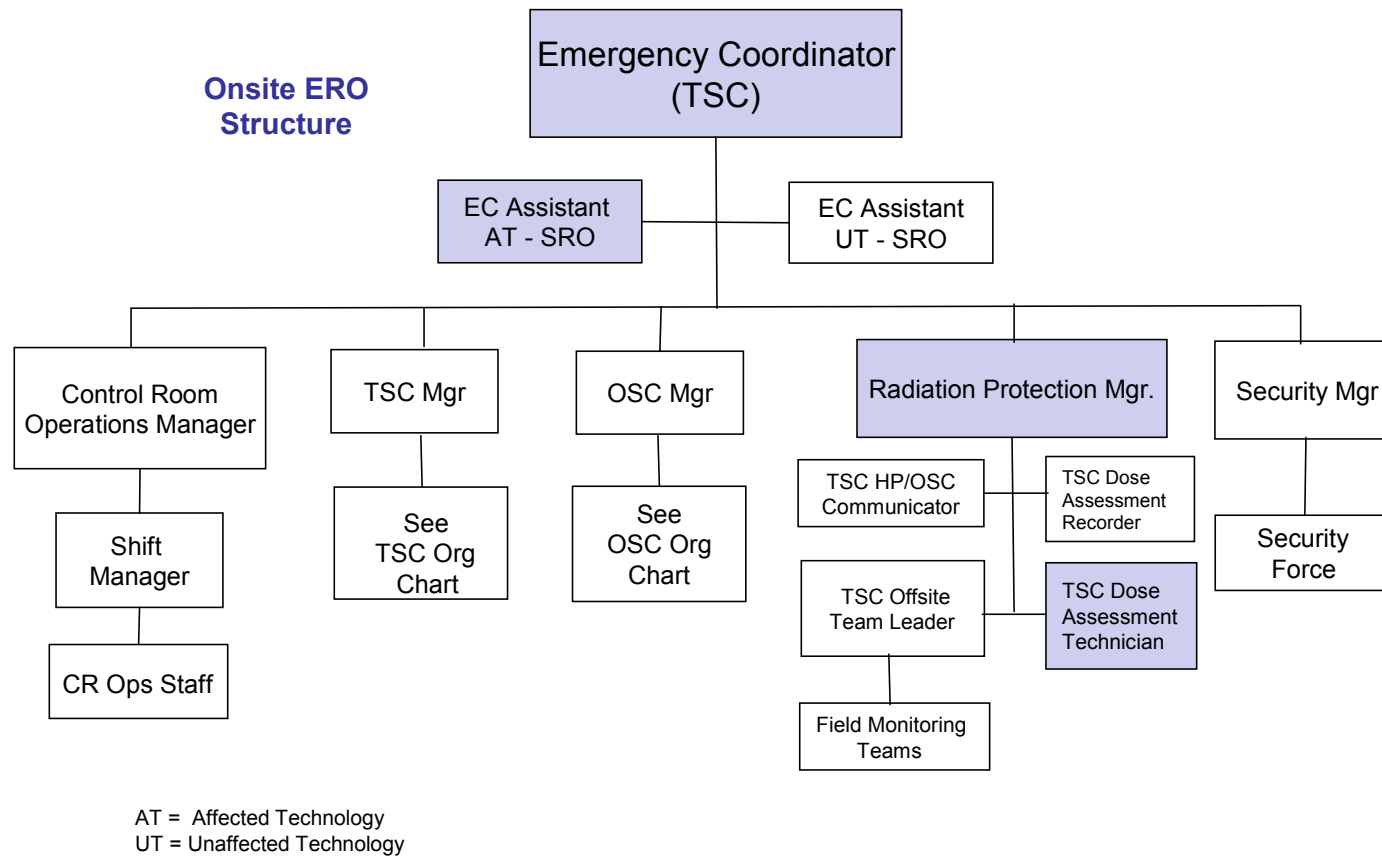 Emergency Coordinator
(TSC)
Onsite ERO
Structure
EC Assistant
AT - SRO
EC Assistant
UT - SRO
Control Room
Operations Manager
TSC Mgr
OSC Mgr
Radiation Protection Mgr.
Security Mgr
Shift
Manager
CR Ops Staff
See
TSC Org
Chart
See
OSC Org
Chart
TSC HP/OSC
Communicator
TSC Dose
Assessment
Recorder
TSC Offsite
Team Leader
TSC Dose
Assessment
Technician
Field Monitoring
Teams
Security
Force
AT = Affected Technology
UT = Unaffected Technology